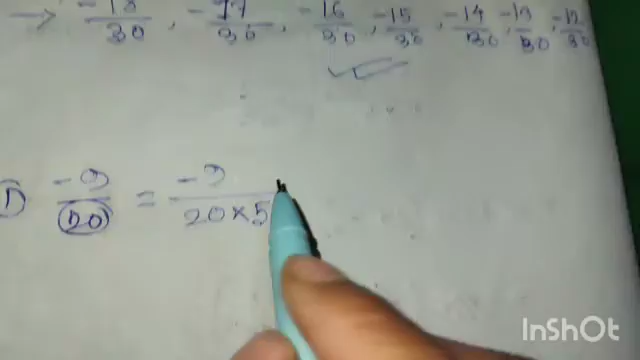 → -18/30, -17/30, -16/30, -15/30, -14/30, -13/30, -12/30
-9/20 = -9/20×5
InShOt